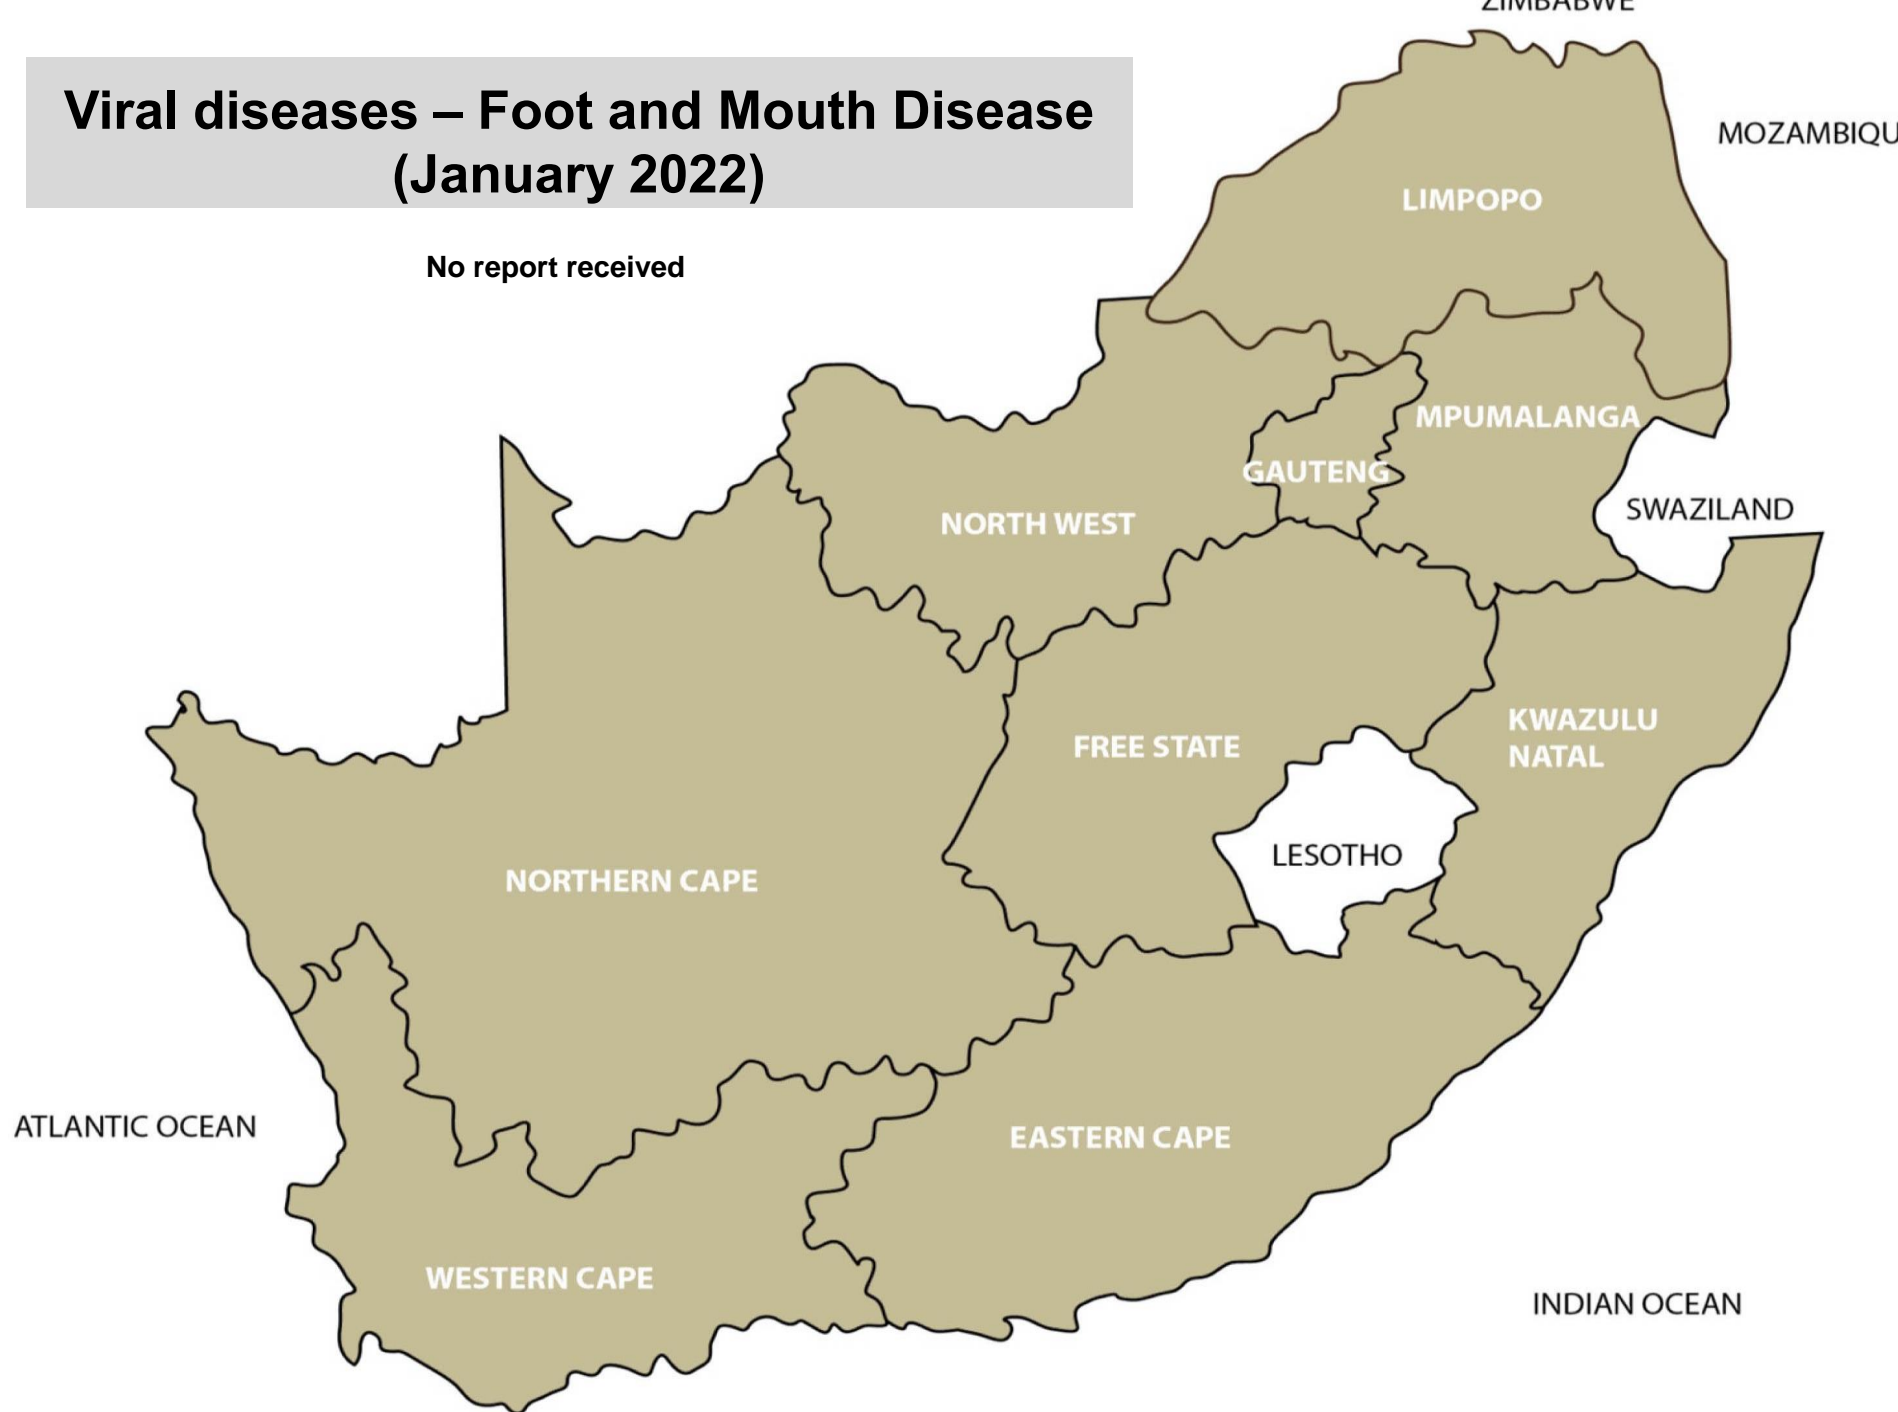 ZIMBABWE
Viral diseases – Foot and Mouth Disease
(January 2022)
MOZAMBIQU
LIMPOPO
No report received
MPUMALANGA
GAUTENG
SWAZILAND
NORTH WEST
KWAZULU
NATAL
FREE STATE
LESOTHO
NORTHERN CAPE
ATLANTIC OCEAN
EASTERN CAPE
WESTERN CAPE
INDIAN OCEAN